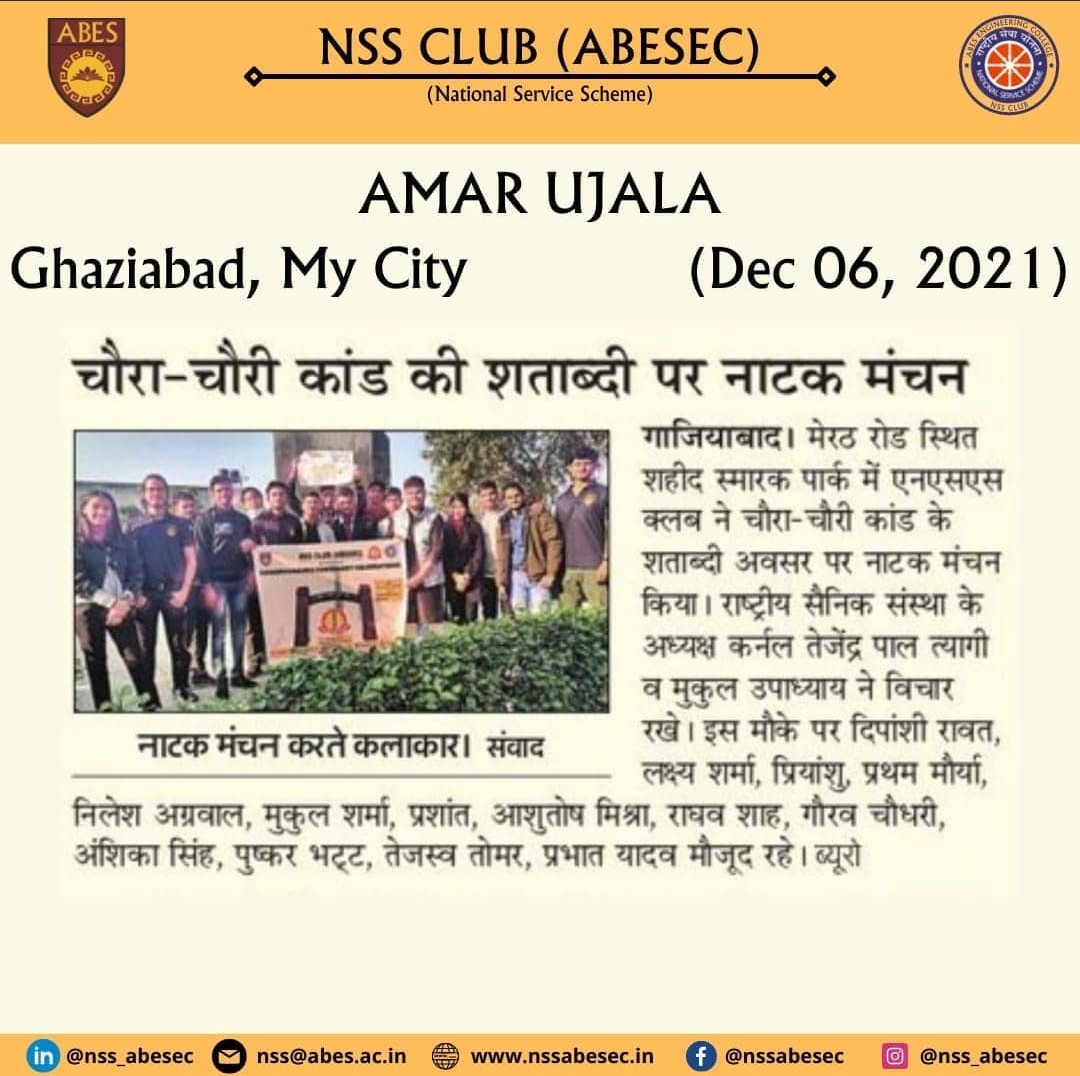 ABES
NSS CLUB (ABESEC)
(National Service Scheme)
ABES ENGINEERING COLLEGE
राष्ट्रीय सेवा योजना
NATIONAL SERVICE SCHEME
NSS CLUB
AMAR UJALA
Ghaziabad, My City
(Dec 06, 2021)
चौरा-चौरी कांड की शताब्दी पर नाटक मंचन
NSS CLUB ABESEC
नाटक मंचन करते कलाकार। संवाद
गाजियाबाद। मेरठ रोड स्थित
शहीद स्मारक पार्क में एनएसएस
क्लब ने चौरा-चौरी कांड के
शताब्दी अवसर पर नाटक मंचन
किया। राष्ट्रीय सैनिक संस्था के
अध्यक्ष कर्नल तेजेंद्र पाल त्यागी
व मुकुल उपाध्याय ने विचार
रखे। इस मौके पर दिपांशी रावत,
लक्ष्य शर्मा, प्रियांशु, प्रथम मौर्या,
निलेश अग्रवाल, मुकुल शर्मा, प्रशांत, आशुतोष मिश्रा, राघव शाह, गौरव चौधरी,
अंशिका सिंह, पुष्कर भट्ट, तेजस्व तोमर, प्रभात यादव मौजूद रहे। ब्यूरो
@nss_abesec
nss@abes.ac.in
www.nssabesec.in
@nssabesec
@nss_abesec